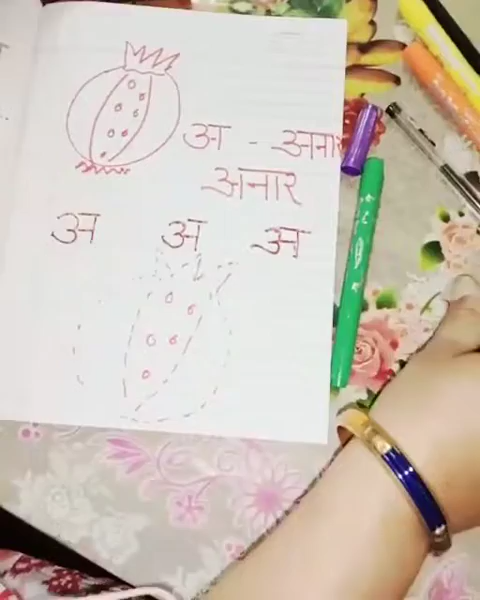 अ - अनार
अनार
अ अ अ